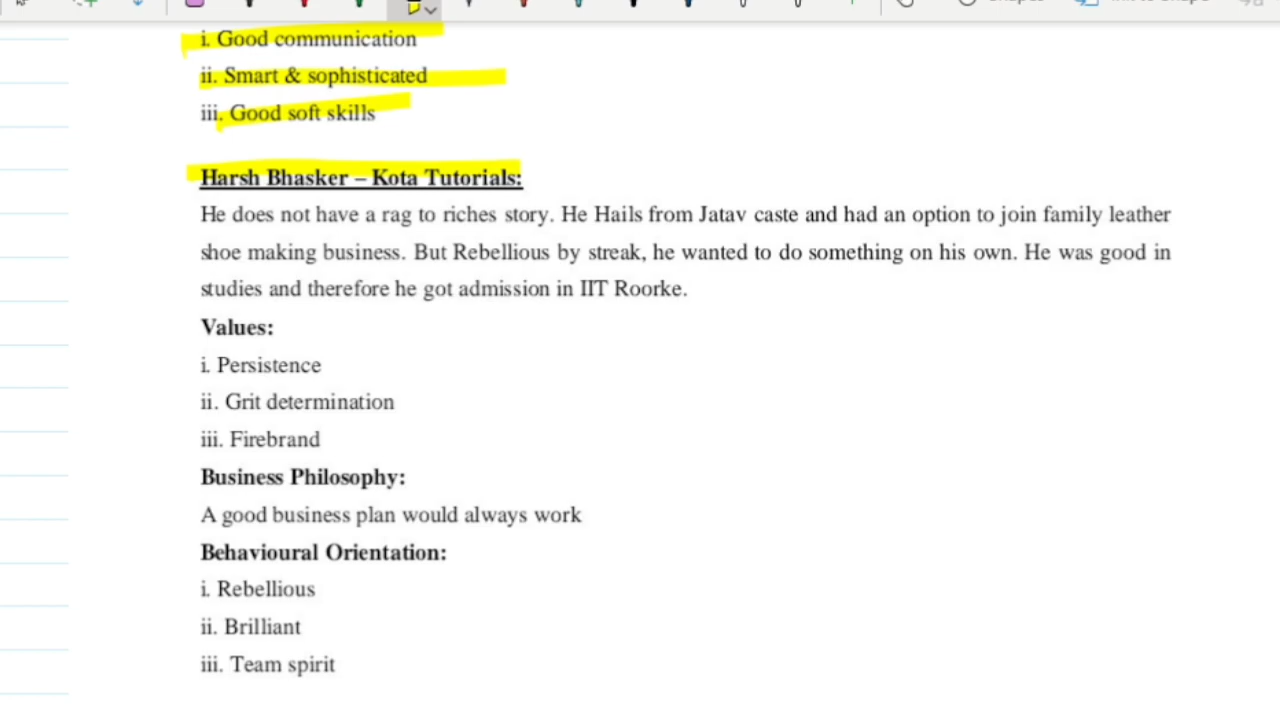 i. Good communication
ii. Smart & sophisticated
iii. Good soft skills
Harsh Bhasker – Kota Tutorials:
He does not have a rag to riches story. He Hails from Jatav caste and had an option to join family leather
shoe making business. But Rebellious by streak, he wanted to do something on his own. He was good in
studies and therefore he got admission in IIT Roorke.
Values:
i. Persistence
ii. Grit determination
iii. Firebrand
Business Philosophy:
A good business plan would always work
Behavioural Orientation:
i. Rebellious
ii. Brilliant
iii. Team spirit